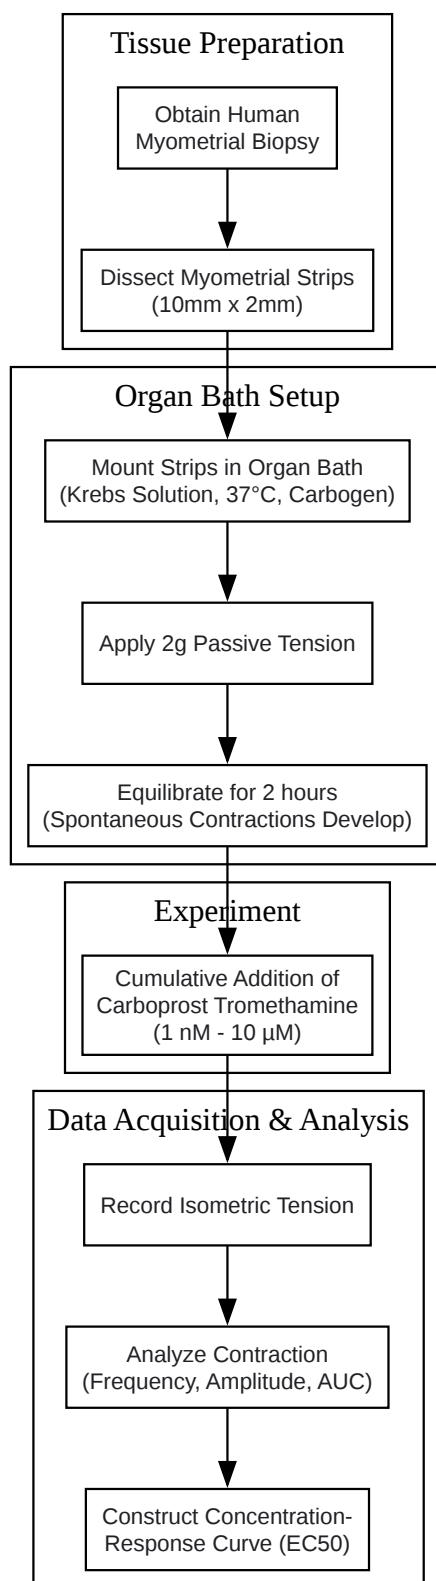 Tissue Preparation
Obtain Human
Myometrial Biopsy
Dissect Myometrial Strips
(10mm x 2mm)
Organ Bath Setup
Mount Strips in Organ Bath
(Krebs Solution, 37°C, Carbogen)
Apply 2g Passive Tension
Equilibrate for 2 hours
(Spontaneous Contractions Develop)
Experiment
Cumulative Addition of
Carboprost Tromethamine
(1 nM - 10 µM)
Data Acquisition & Analysis
Record Isometric Tension
Analyze Contraction
(Frequency, Amplitude, AUC)
Construct Concentration-
Response Curve (EC50)